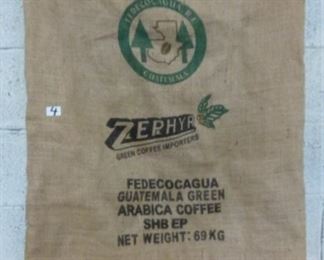 FEDECOCAGUA R.L.
GUATEMALA
4
ZEPHYR
GREEN COFFEE IMPORTERS
FEDECOCAGUA
GUATEMALA GREEN
ARABICA COFFEE
SHB EP
NET WEIGHT: 69 KG